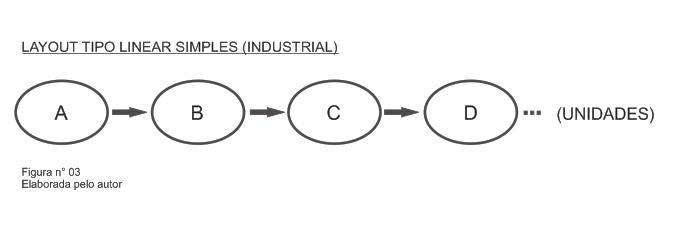 LAYOUT TIPO LINEAR SIMPLES (INDUSTRIAL)
A B C D ... (UNIDADES)
Figura n° 03
Elaborada pelo autor